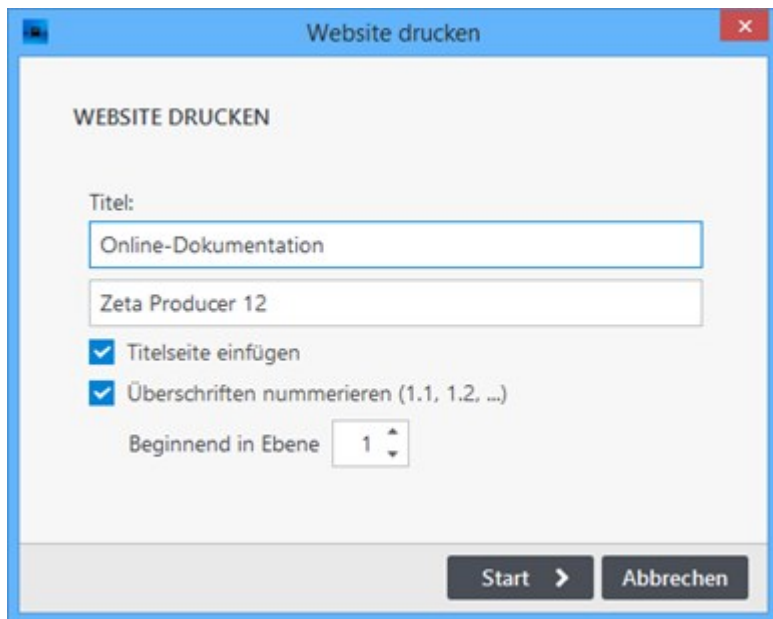 Website drucken
WEBSITE DRUCKEN
Titel:
Online-Dokumentation
Zeta Producer 12
Titelseite einfügen
Überschriften nummerieren (1.1, 1.2, ...)
Beginnend in Ebene 1
Start Abbrechen